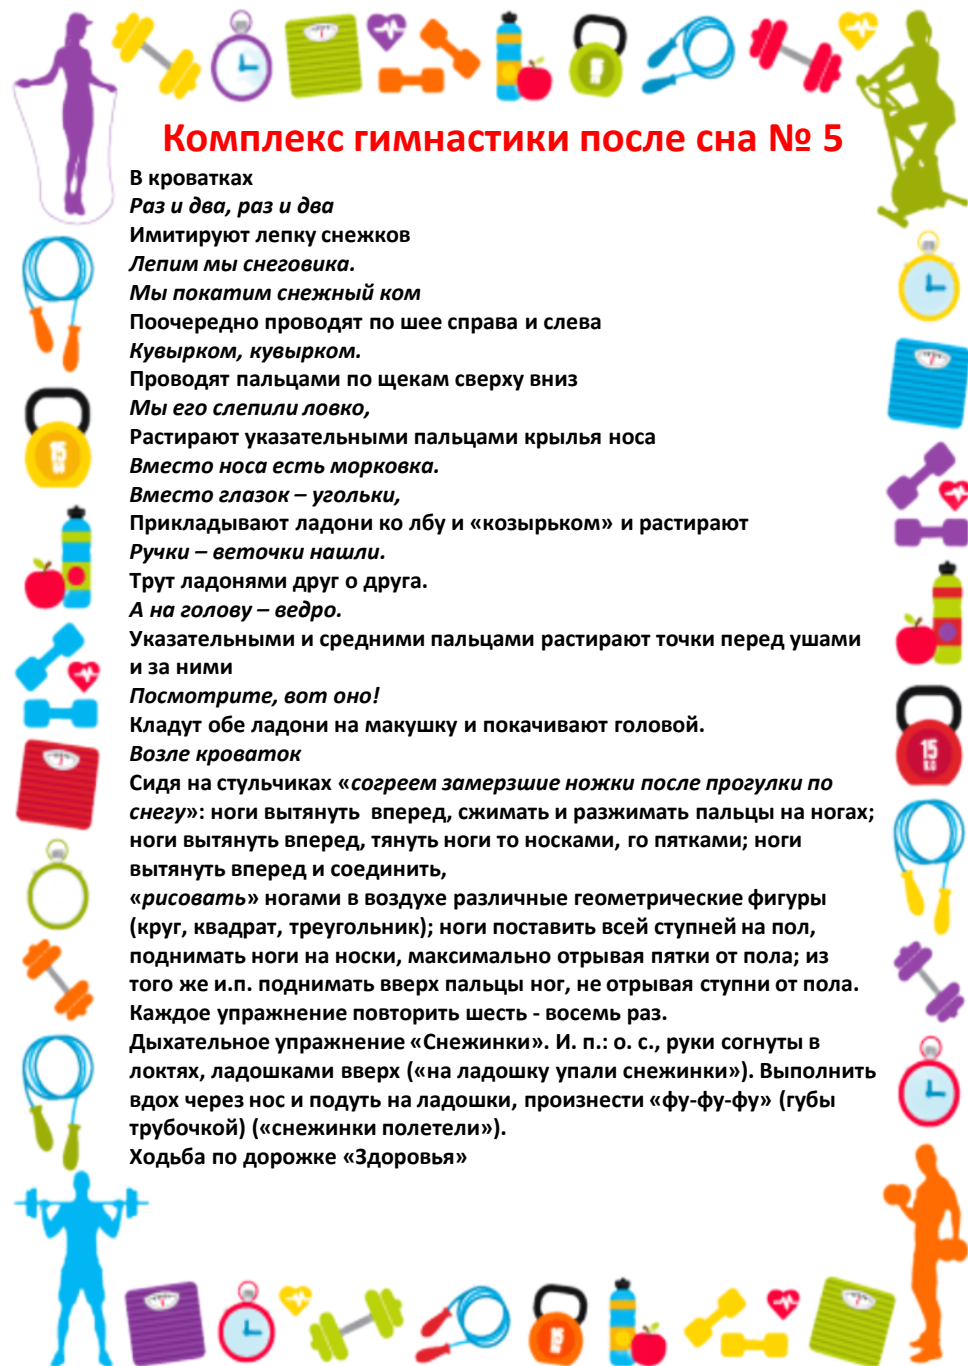 Комплекс гимнастики после сна № 5
В кроватках
Раз и два, раз и два
Имитируют лепку снежков
Лепим мы снеговика.
Мы покатим снежный ком
Поочередно проводят по шее справа и слева
Кувырком, кувырком.
Проводят пальцами по щекам сверху вниз
Мы его слепили ловко,
Растирают указательными пальцами крылья носа
Вместо носа есть морковка.
Вместо глазок – угольки,
Прикладывают ладони ко лбу и «козырьком» и растирают
Ручки – веточки нашли.
Трут ладонями друг о друга.
А на голову – ведро.
Указательными и средними пальцами растирают точки перед ушами
и за ними
Посмотрите, вот оно!
Кладут обе ладони на макушку и покачивают головой.
Возле кроваток
Сидя на стульчиках «согреем замерзшие ножки после прогулки по
снегу»: ноги вытянуть вперед, сжимать и разжимать пальцы на ногах;
ноги вытянуть вперед, тянуть ноги то носками, го пятками; ноги
вытянуть вперед и соединить,
«рисовать» ногами в воздухе различные геометрические фигуры
(круг, квадрат, треугольник); ноги поставить всей ступней на пол,
поднимать ноги на носки, максимально отрывая пятки от пола; из
того же и.п. поднимать вверх пальцы ног, не отрывая ступни от пола.
Каждое упражнение повторить шесть - восемь раз.
Дыхательное упражнение «Снежинки». И. п.: о. с., руки согнуты в
локтях, ладошками вверх («на ладошку упали снежинки»). Выполнить
вдох через нос и подуть на ладошки, произнести «фу-фу-фу» (губы
трубочкой) («снежинки полетели»).
Ходьба по дорожке «Здоровья»
15
15